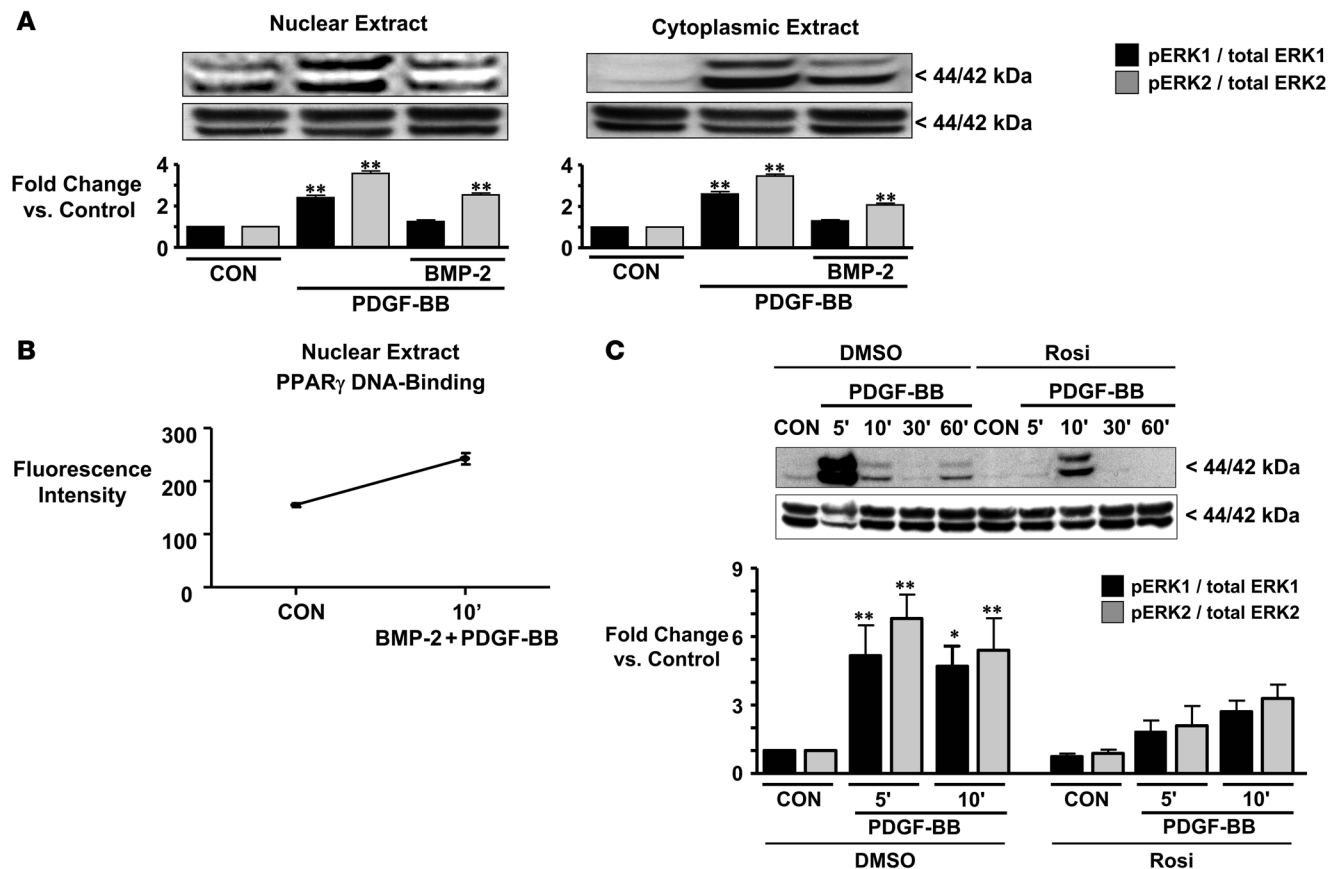 A
Nuclear Extract
Cytoplasmic Extract
pERK1 / total ERK1
pERK2 / total ERK2
< 44/42 kDa
< 44/42 kDa
Fold Change
vs. Control
4
2
0
**
**
**
CON
BMP-2
PDGF-BB
4
2
0
**
**
**
CON
BMP-2
PDGF-BB
B
Nuclear Extract
PPARγ DNA-Binding
Fluorescence
Intensity
300
200
100
0
CON
10’
BMP-2 + PDGF-BB
C
DMSO
Rosi
PDGF-BB
PDGF-BB
CON 5' 10' 30' 60' CON 5' 10' 30' 60'
< 44/42 kDa
< 44/42 kDa
pERK1 / total ERK1
pERK2 / total ERK2
Fold Change
vs. Control
9
6
3
0
**
**
*
**
CON 5' 10' CON 5' 10'
PDGF-BB
PDGF-BB
DMSO
Rosi